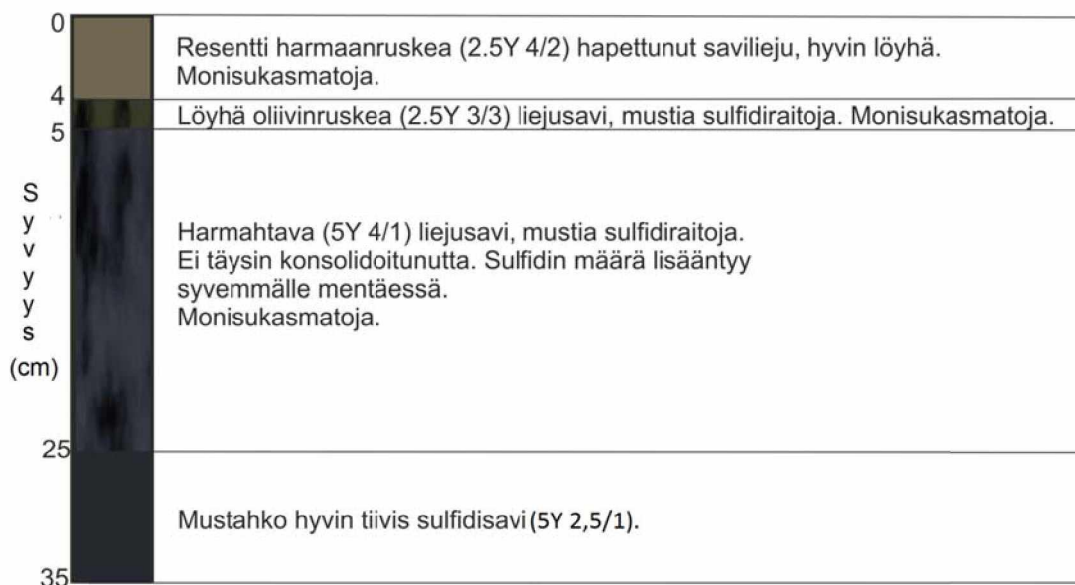 0
Resentti harmaanruskea (2.5Y 4/2) hapettunut savilieju, hyvin löyhä.
Monisukasmatoja.
4
Löyhä oliivinruskea (2.5Y 3/3) liejusavi, mustia sulfidiraitoja. Monisukasmatoja.
5
Syvyys
(cm)
Harmahtava (5Y 4/1) liejusavi, mustia sulfidiraitoja.
Ei täysin konsolidoitunutta. Sulfidin määrä lisääntyy
syvemmälle mentäessä.
Monisukasmatoja.
25
Mustahko hyvin tiivis sulfidisavi (5Y 2,5/1).
35